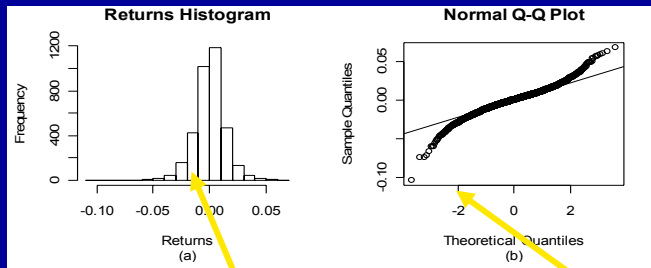 Returns Histogram
Frequency
1200
800
400
0
-0.10
-0.05
0.00
0.05
Returns
(a)
Normal Q-Q Plot
Sample Quantiles
0.05
0.00
-0.10
-2
0
2
Theoretical Quantiles
(b)